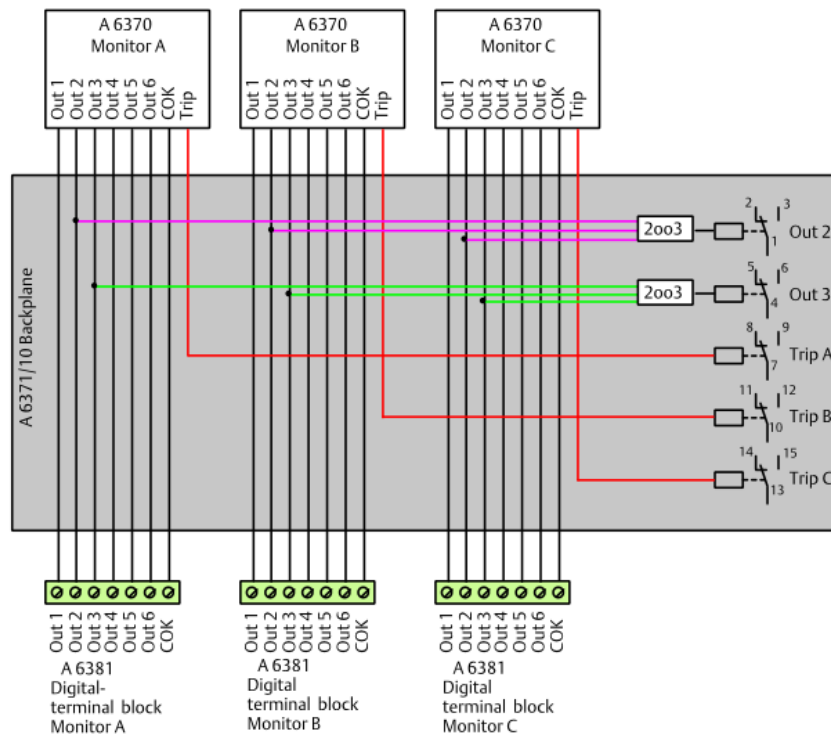 A 6370
Monitor A
A 6370
Monitor B
A 6370
Monitor C
Out 1
Out 2
Out 3
Out 4
Out 5
Out 6
COK
Trip
Out 1
Out 2
Out 3
Out 4
Out 5
Out 6
COK
Trip
Out 1
Out 2
Out 3
Out 4
Out 5
Out 6
COK
Trip
A 6371/10 Backplane
2oo3
2 3
1
Out 2
2oo3
5 6
4
Out 3
8 9
7
Trip A
11 12
10
Trip B
14 15
13
Trip C
Out 1
Out 2
Out 3
Out 4
Out 5
Out 6
COK
Out 1
Out 2
Out 3
Out 4
Out 5
Out 6
COK
Out 1
Out 2
Out 3
Out 4
Out 5
Out 6
COK
A 6381
Digital-
terminal block
Monitor A
A 6381
Digital
terminal block
Monitor B
A 6381
Digital
terminal block
Monitor C